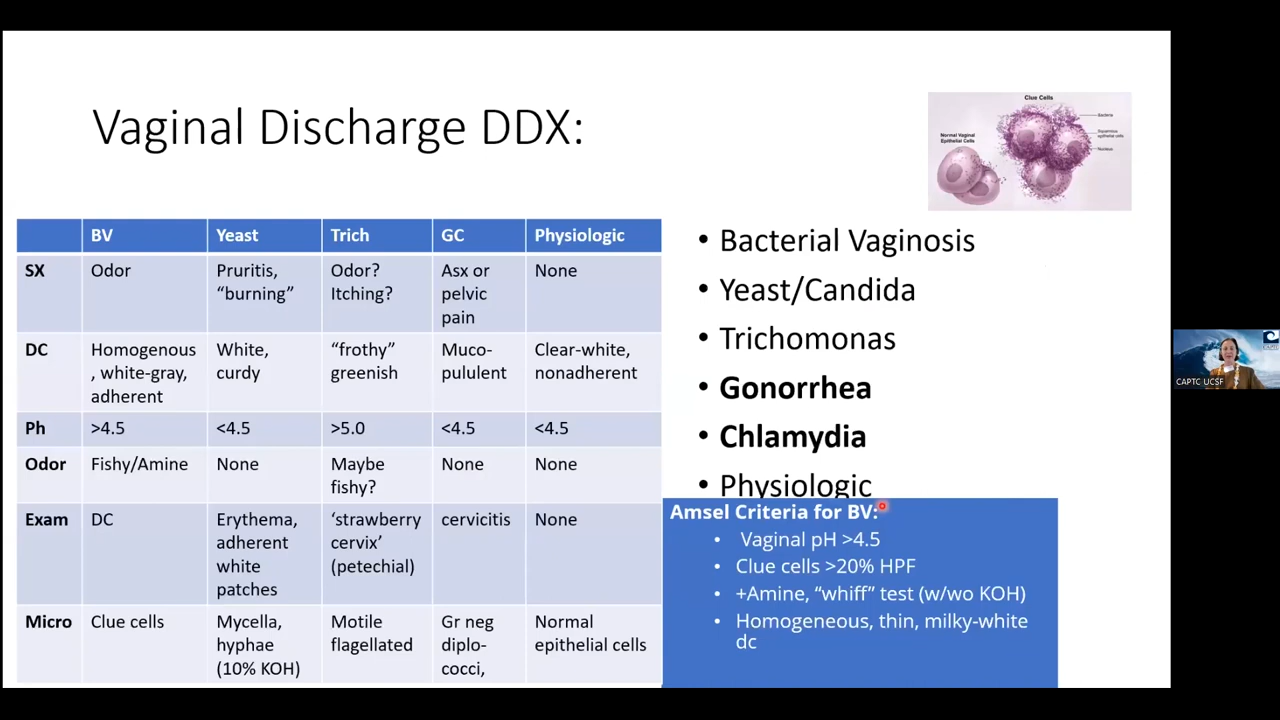 Vaginal Discharge DDX:
Clue Cells
Bacteria
Squamous
epithelial cells
Nucleus
Normal Vaginal
Epithelial Cells
BV Yeast Trich GC Physiologic
SX Odor Pruritis, "burning" Odor? Itching? Asx or pelvic pain None
DC Homogenous , white-gray, adherent White, curdy "frothy" greenish Muco-pululent Clear-white, nonadherent
Ph >4.5 <4.5 >5.0 <4.5 <4.5
Odor Fishy/Amine None Maybe fishy? None None
Exam DC Erythema, adherent white patches 'strawberry cervix' (petechial) cervicitis None
Micro Clue cells Mycella, hyphae (10% KOH) Motile flagellated Gr neg diplo-cocci, Normal epithelial cells
• Bacterial Vaginosis
• Yeast/Candida
• Trichomonas
• Gonorrhea
• Chlamydia
• Physiologic
Amsel Criteria for BV:
• Vaginal pH >4.5
• Clue cells >20% HPF
• +Amine, "whiff" test (w/wo KOH)
• Homogeneous, thin, milky-white
dc
CAPTC UCSF